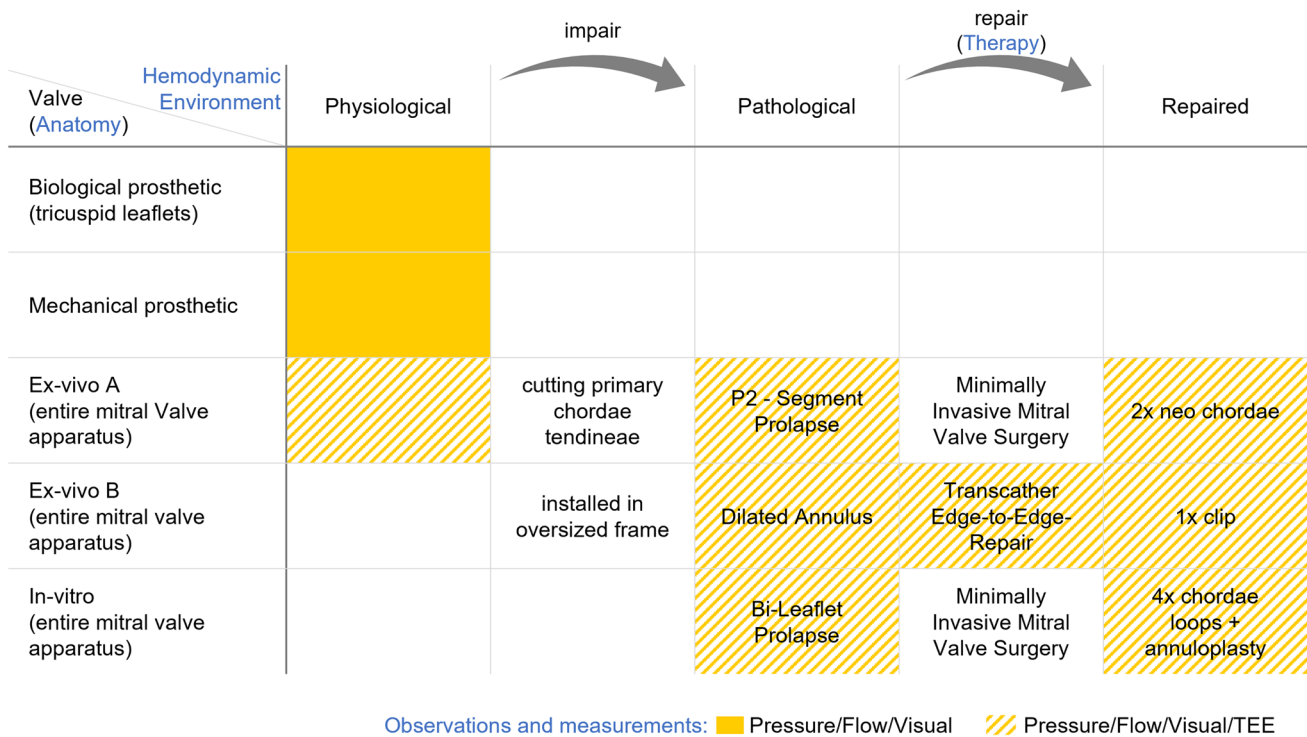 impair
repair
(Therapy)
Hemodynamic
Environment
Valve
(Anatomy)
Physiological
Pathological
Repaired
Biological prosthetic
(tricuspid leaflets)
Mechanical prosthetic
Ex-vivo A
(entire mitral Valve
apparatus)
cutting primary
chordae
tendineae
P2 - Segment
Prolapse
Minimally
Invasive Mitral
Valve Surgery
2x neo chordae
Ex-vivo B
(entire mitral valve
apparatus)
installed in
oversized frame
Dilated Annulus
Transcather
Edge-to-Edge-
Repair
1x clip
In-vitro
(entire mitral valve
apparatus)
Bi-Leaflet
Prolapse
Minimally
Invasive Mitral
Valve Surgery
4x chordae
loops +
annuloplasty
Observations and measurements: Pressure/Flow/Visual Pressure/Flow/Visual/TEE